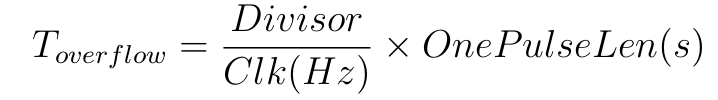 T_{overflow} = \frac{Divisor}{Clk(Hz)} \times OnePulseLen(s)